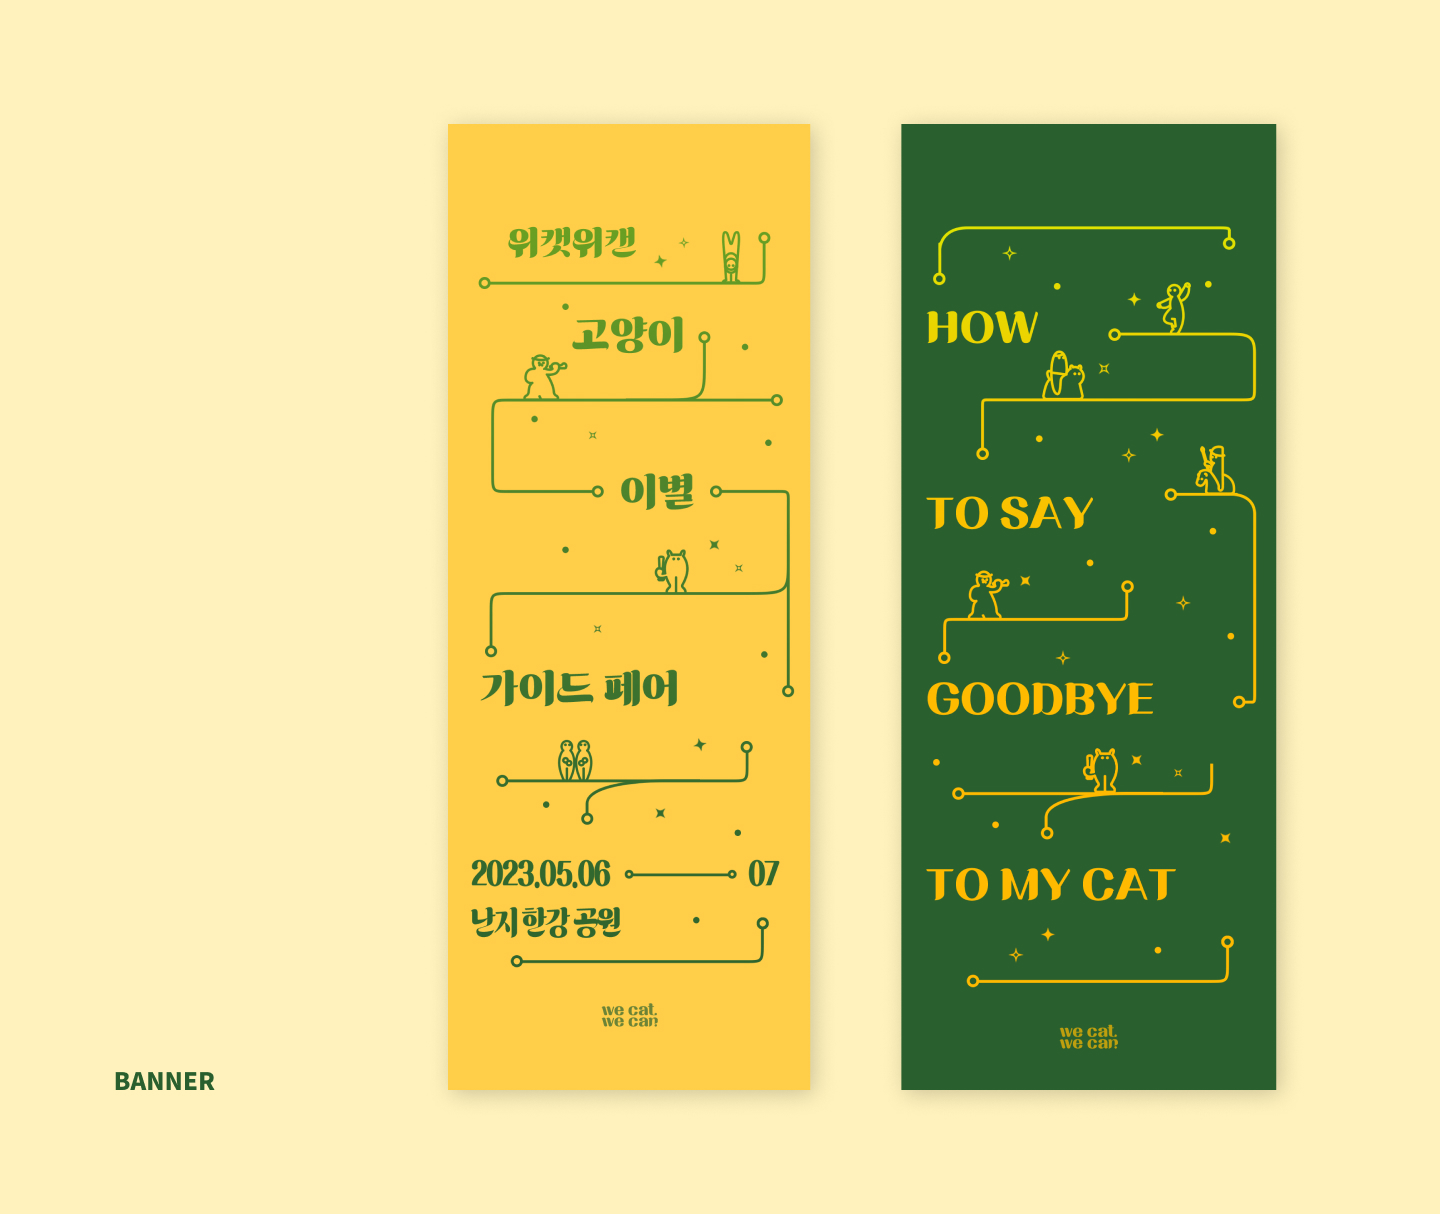 위캣위캔
고양이
이별
가이드 페어
2023.05.06 07
난지 한강 공원
we cat.
we can
HOW
TO SAY
GOODBYE
TO MY CAT
we cat.
we can
BANNER